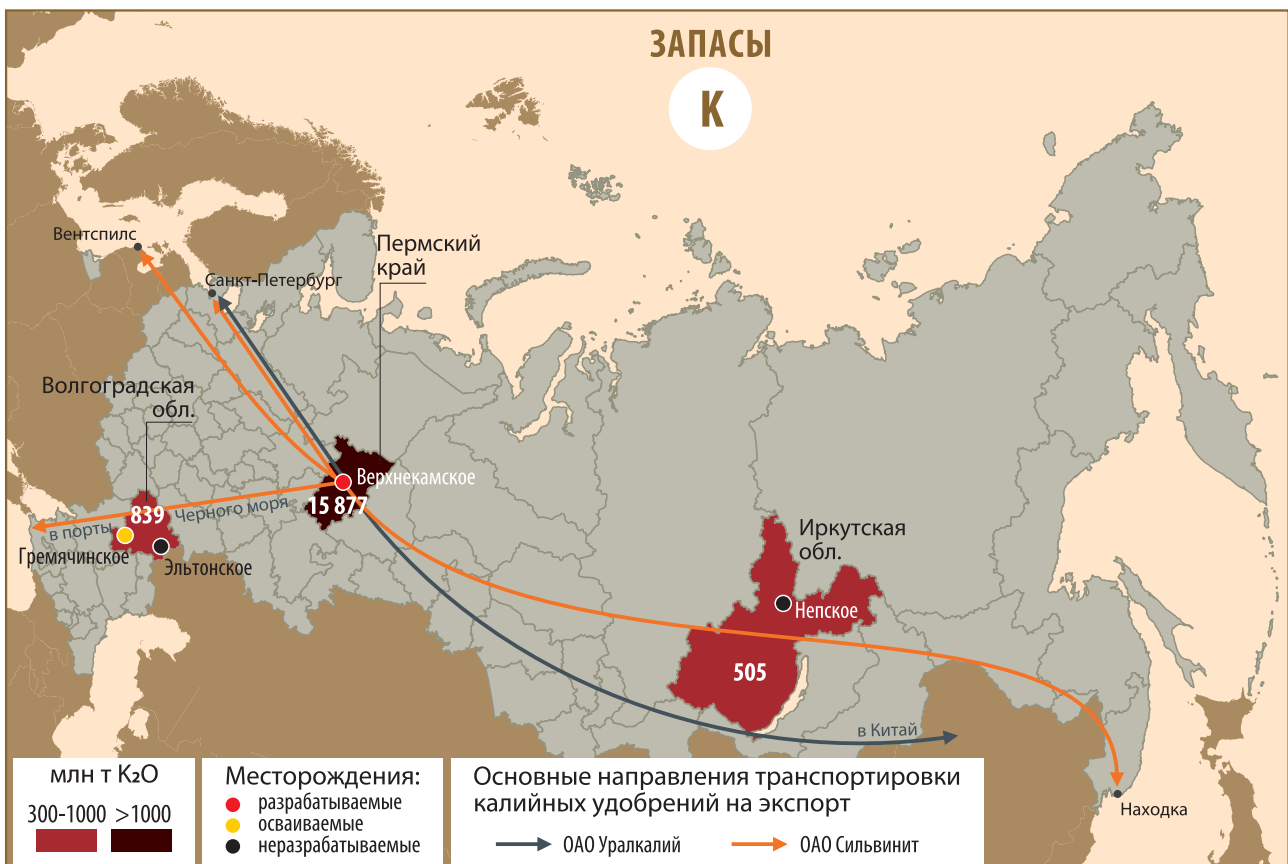 ЗАПАСЫ
К
Вентспилс
Санкт-Петербург
Пермский
край
Волгоградская
обл.
Верхнекамское
15 877
839
в порты Черного моря
Гремячинское
Эльтонское
Иркутская
обл.
Непское
505
в Китай
Находка
млн т K₂O
300-1000 >1000
Месторождения:
разрабатываемые
осваиваемые
неразрабатываемые
Основные направления транспортировки
калийных удобрений на экспорт
ОАО Уралкалий ОАО Сильвинит